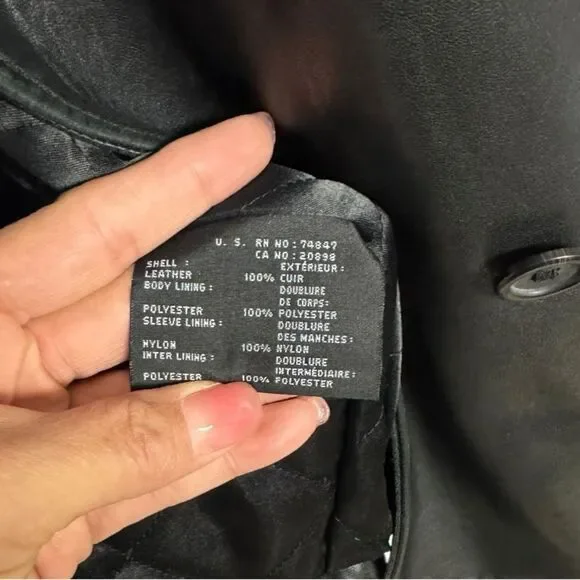 U. S. RN NO: 74847
CA NO: 20898
SHELL : EXTÉRIEUR :
LEATHER 100% CUIR
BODY LINING : DOUBLURE
DE CORPS:
POLYESTER 100% POLYESTER
SLEEVE LINING : DOUBLURE
DES MANCHES:
NYLON 100% NYLON
INTER LINING : DOUBLURE
INTERMÉDIAIRE:
POLYESTER 100% POLYESTER